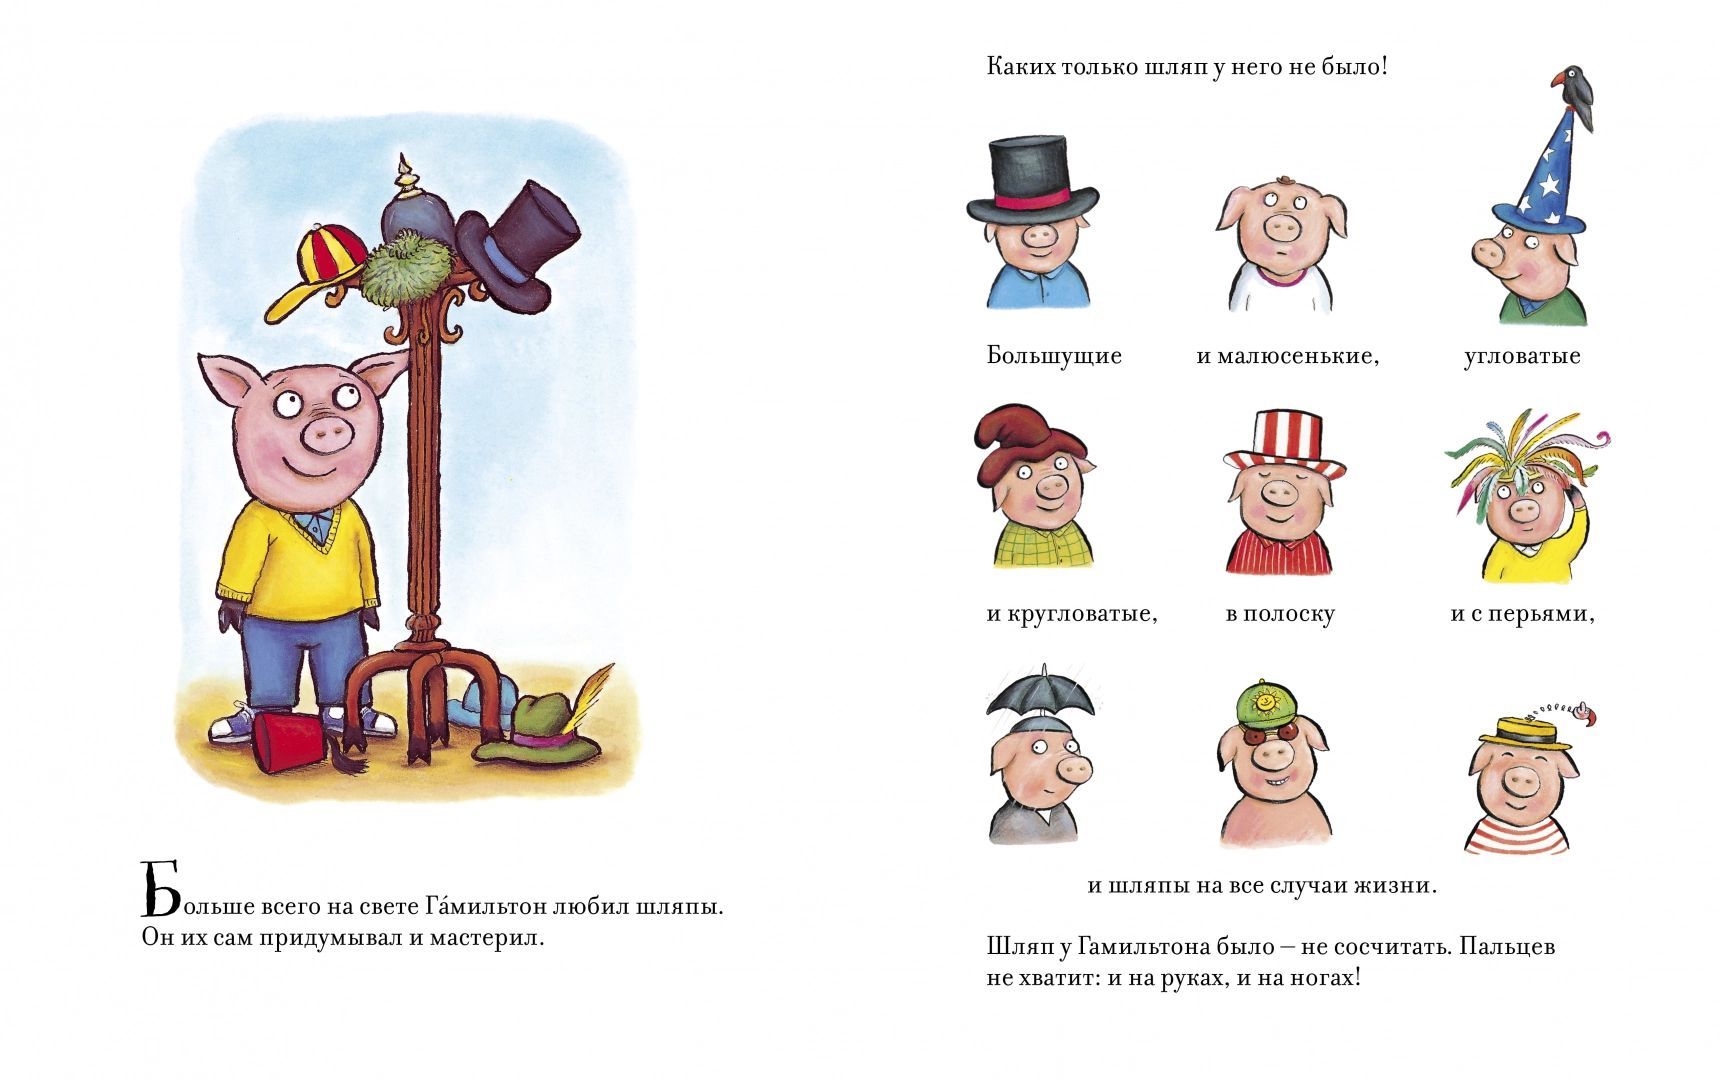 Больше всего на свете Га́мильтон любил шляпы.
Он их сам придумывал и мастерил.
Каких только шляп у него не было!
Большущие и малюсенькие, угловатые
и кругловатые, в полоску и с перьями,
и шляпы на все случаи жизни.
Шляп у Гамильтона было – не сосчитать. Пальцев
не хватит: и на руках, и на ногах!